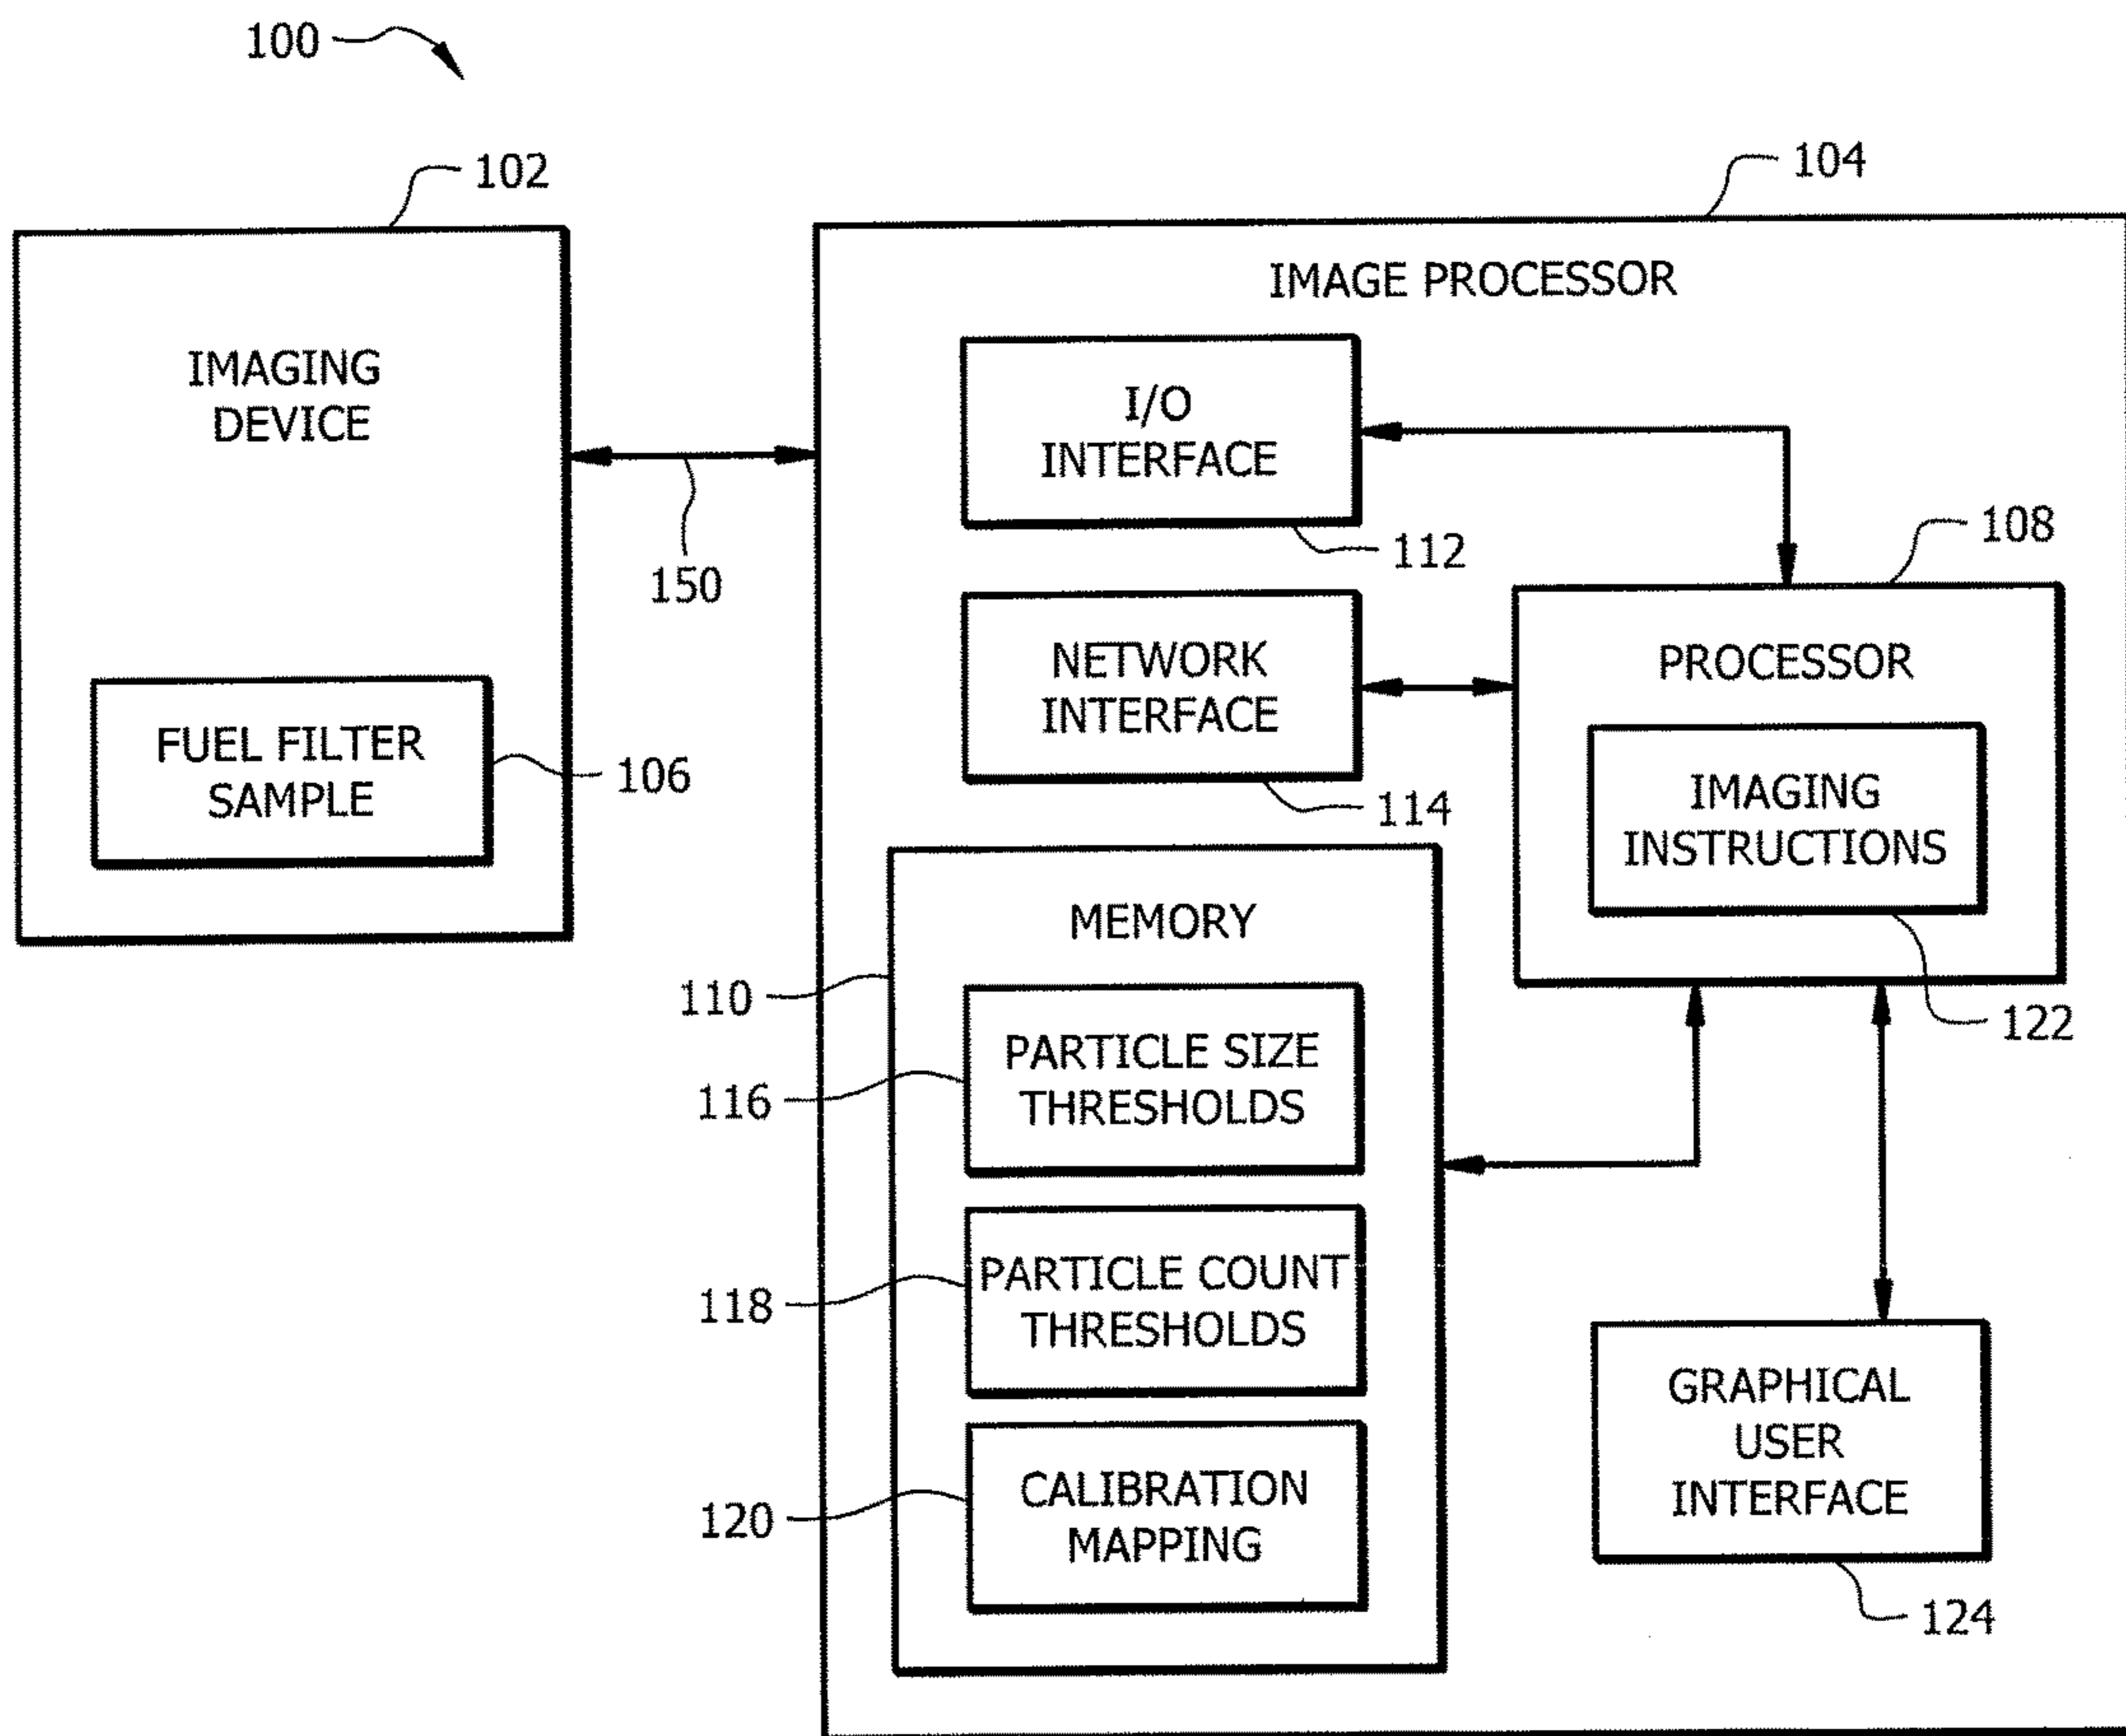 100
102
104
IMAGING
DEVICE
FUEL FILTER
SAMPLE
106
150
IMAGE PROCESSOR
I/O
INTERFACE
112
NETWORK
INTERFACE
114
108
PROCESSOR
IMAGING
INSTRUCTIONS
122
MEMORY
110
PARTICLE SIZE
THRESHOLDS
116
PARTICLE COUNT
THRESHOLDS
118
CALIBRATION
MAPPING
120
GRAPHICAL
USER
INTERFACE
124